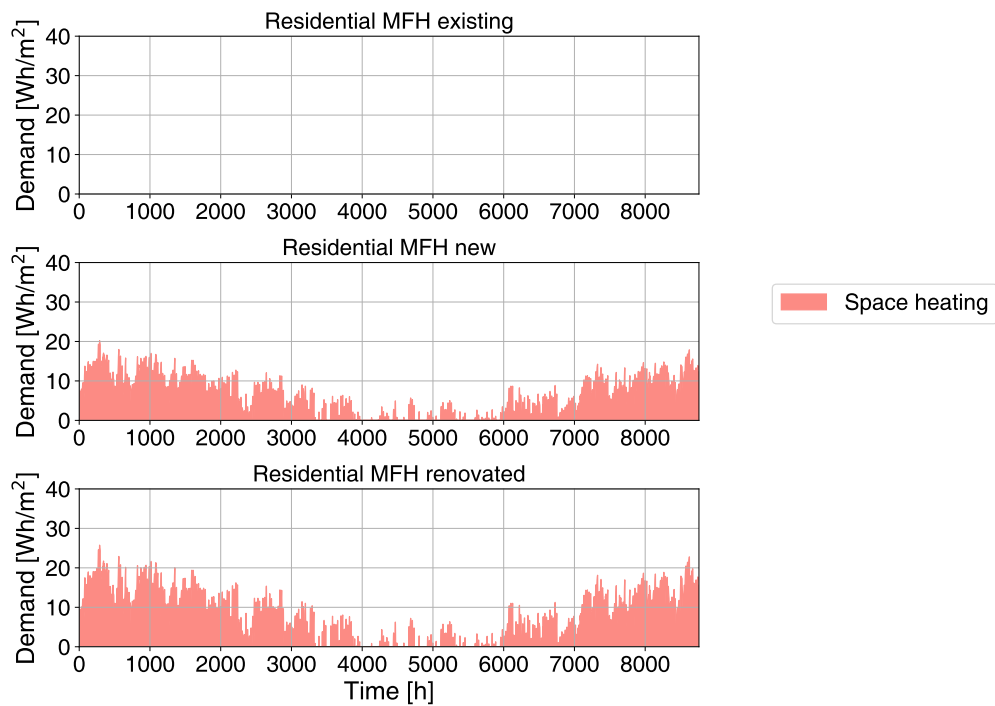 Residential MFH existing
Demand [Wh/m²]
40
30
20
10
0
0 1000 2000 3000 4000 5000 6000 7000 8000
Residential MFH new
Demand [Wh/m²]
40
30
20
10
0
0 1000 2000 3000 4000 5000 6000 7000 8000
Space heating
Residential MFH renovated
Demand [Wh/m²]
40
30
20
10
0
0 1000 2000 3000 4000 5000 6000 7000 8000
Time [h]